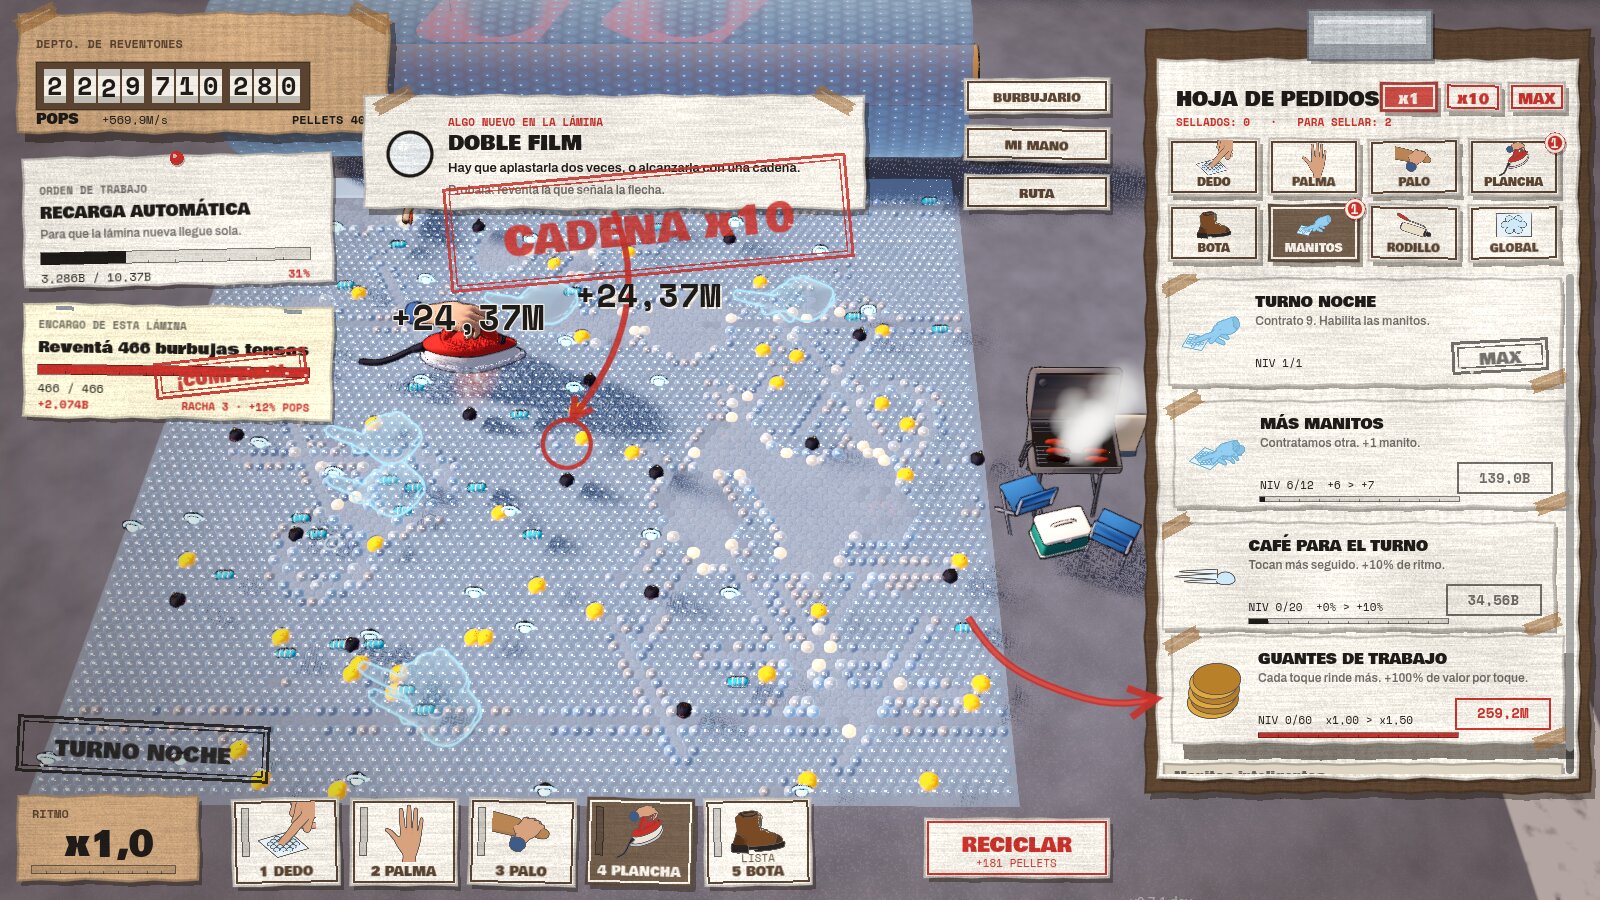 DEPTO. DE REVENTONES
2 229 710 280
POPS +569,9M/s PELLETS 40
ORDEN DE TRABAJO
RECARGA AUTOMÁTICA
Para que la lámina nueva llegue sola.
3,286B / 10,37B 31%
ENCARGO DE ESTA LÁMINA
Reventá 466 burbujas tensas
466 / 466
+2,074B RACHA 3 · +12% POPS
ALGO NUEVO EN LA LÁMINA
DOBLE FILM
Hay que aplastarla dos veces, o alcanzarla con una cadena.
Probala: reventá la que señala la flecha.
CADENA x10
+24,37M
+24,37M
BURBUJARIO
MI MANO
RUTA
HOJA DE PEDIDOS x1 x10 MAX
SELLADOS: 0 · PARA SELLAR: 2
DEDO PALMA PALO PLANCHA 1
BOTA MANITOS 1 RODILLO GLOBAL
TURNO NOCHE
Contrato 9. Habilita las manitos.
NIV 1/1 MAX
MÁS MANITOS
Contratamos otra. +1 manito.
NIV 6/12 +6 > +7 139,0B
CAFÉ PARA EL TURNO
Tocan más seguido. +10% de ritmo.
NIV 0/20 +0% > +10% 34,56B
GUANTES DE TRABAJO
Cada toque rinde más. +100% de valor por toque.
NIV 0/60 x1,00 > x1,50 259,2M
TURNO NOCHE
RITMO
x1,0
1 DEDO
2 PALMA
3 PALO
4 PLANCHA
LISTA
5 BOTA
RECICLAR
+181 PELLETS